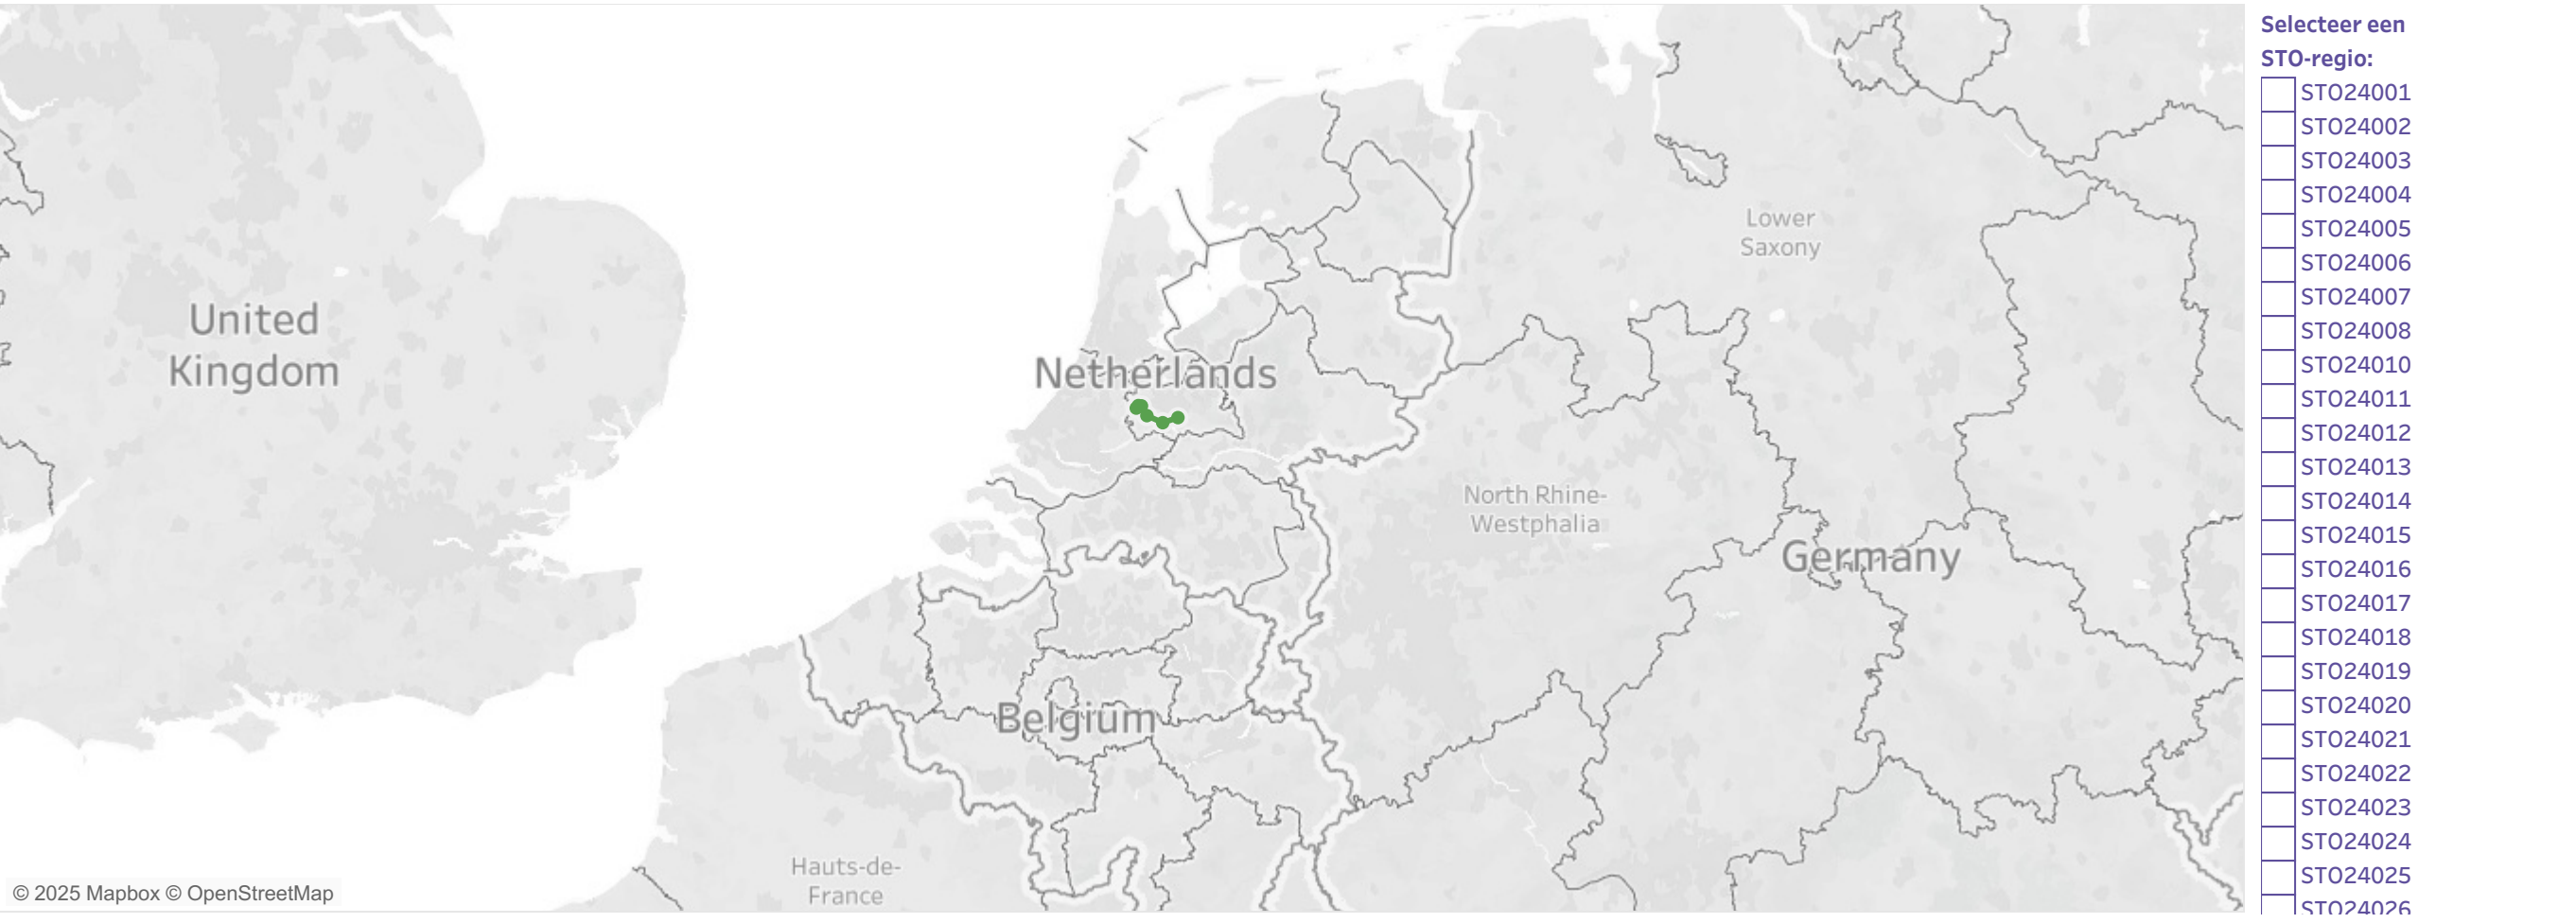 United
Kingdom
Netherlands
Lower
Saxony
North Rhine-
Westphalia
Germany
Belgium
Hauts-de-
France
© 2025 Mapbox © OpenStreetMap
Selecteer een
STO-regio:
STO24001
STO24002
STO24003
STO24004
STO24005
STO24006
STO24007
STO24008
STO24010
STO24011
STO24012
STO24013
STO24014
STO24015
STO24016
STO24017
STO24018
STO24019
STO24020
STO24021
STO24022
STO24023
STO24024
STO24025
STO24026